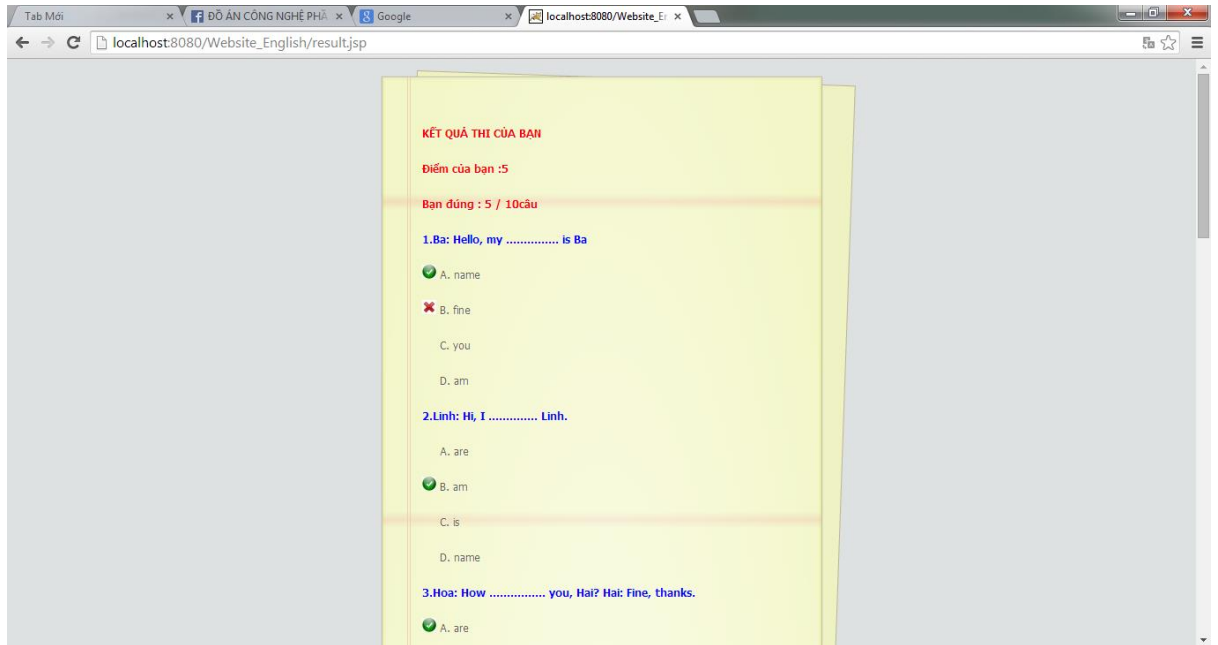 Tab Mới
ĐỒ ÁN CÔNG NGHỆ PHẦ
Google
localhost:8080/Website_Er
localhost:8080/Website_English/result.jsp
KẾT QUẢ THI CỦA BẠN
Điểm của bạn :5
Bạn đúng : 5 / 10câu
1.Ba: Hello, my ............... is Ba
A. name
B. fine
C. you
D. am
2.Linh: Hi, I .............. Linh.
A. are
B. am
C. is
D. name
3.Hoa: How ................ you, Hai? Hai: Fine, thanks.
A. are